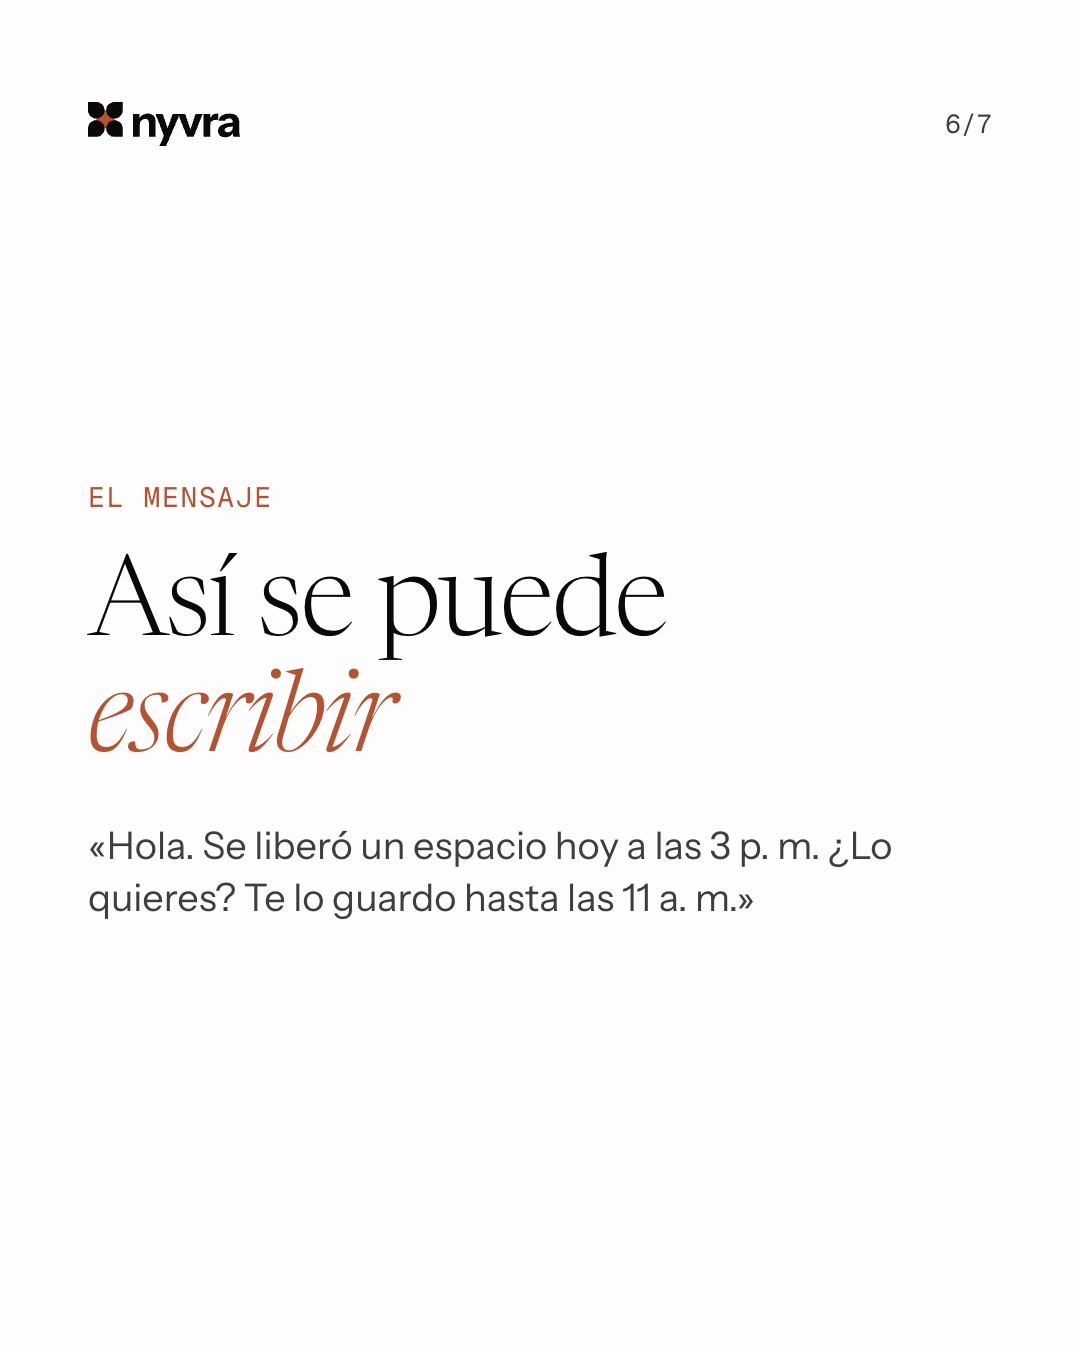 nyvra
6/7
EL MENSAJE
Así se puede
escribir
«Hola. Se liberó un espacio hoy a las 3 p. m. ¿Lo
quieres? Te lo guardo hasta las 11 a. m.»